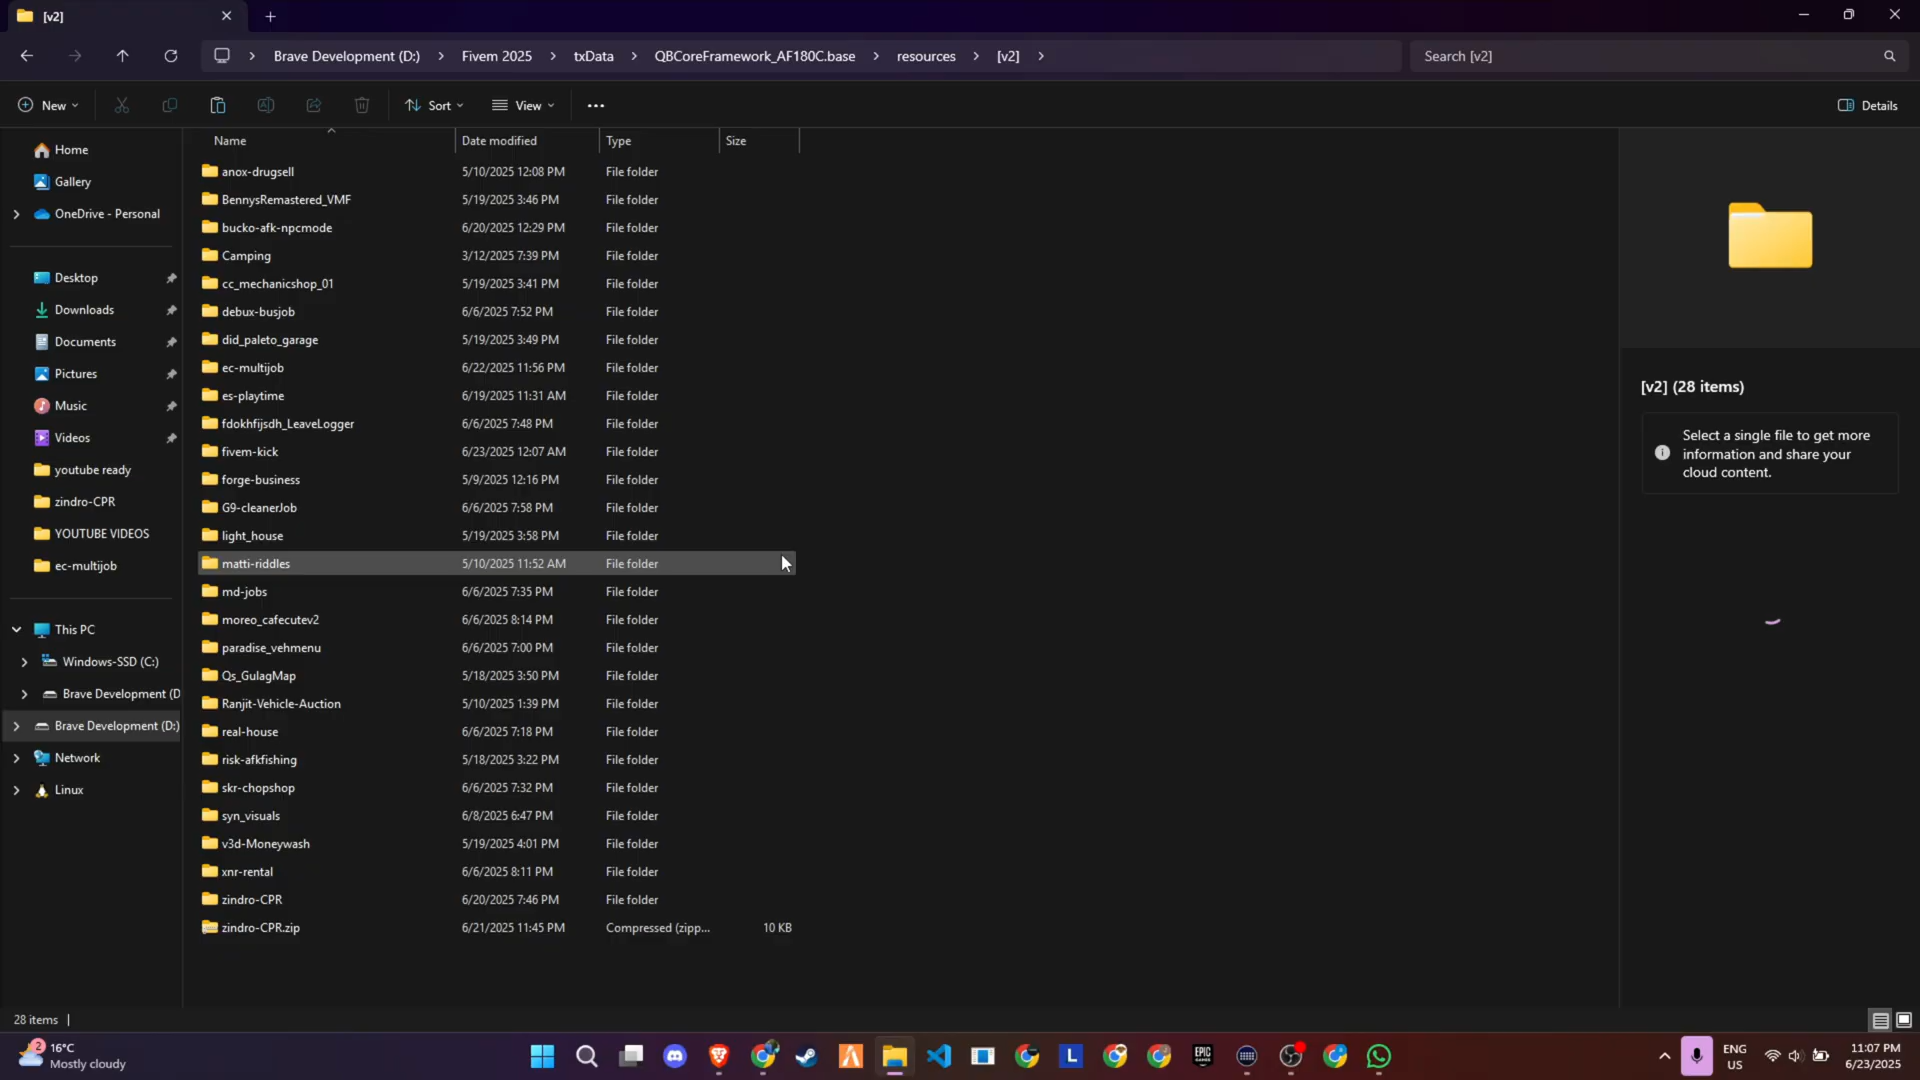 [v2]
Brave Development (D:) > Fivem 2025 > txData > QBCoreFramework_AF180C.base > resources > [v2] >
Search [v2]
New
Sort
View
Details
Name Date modified Type Size
anox-drugsell 5/10/2025 12:08 PM File folder
BennysRemastered_VMF 5/19/2025 3:46 PM File folder
bucko-afk-npcmode 6/20/2025 12:29 PM File folder
Camping 3/12/2025 7:39 PM File folder
cc_mechanicshop_01 5/19/2025 3:41 PM File folder
debux-busjob 6/6/2025 7:52 PM File folder
did_paleto_garage 5/19/2025 3:49 PM File folder
ec-multijob 6/22/2025 11:56 PM File folder
es-playtime 6/19/2025 11:31 AM File folder
fdokhfijsdh_LeaveLogger 6/6/2025 7:48 PM File folder
fivem-kick 6/23/2025 12:07 AM File folder
forge-business 5/9/2025 12:16 PM File folder
G9-cleanerJob 6/6/2025 7:58 PM File folder
light_house 5/19/2025 3:58 PM File folder
matti-riddles 5/10/2025 11:52 AM File folder
md-jobs 6/6/2025 7:35 PM File folder
moreo_cafecutev2 6/6/2025 8:14 PM File folder
paradise_vehmenu 6/6/2025 7:00 PM File folder
Qs_GulagMap 5/18/2025 3:50 PM File folder
Ranjit-Vehicle-Auction 5/10/2025 1:39 PM File folder
real-house 6/6/2025 7:18 PM File folder
risk-afkfishing 5/18/2025 3:22 PM File folder
skr-chopshop 6/6/2025 7:32 PM File folder
syn_visuals 6/8/2025 6:47 PM File folder
v3d-Moneywash 5/19/2025 4:01 PM File folder
xnr-rental 6/6/2025 8:11 PM File folder
zindro-CPR 6/20/2025 7:46 PM File folder
zindro-CPR.zip 6/21/2025 11:45 PM Compressed (zipp... 10 KB
Home
Gallery
OneDrive - Personal
Desktop
Downloads
Documents
Pictures
Music
Videos
youtube ready
zindro-CPR
YOUTUBE VIDEOS
ec-multijob
This PC
Windows-SSD (C:)
Brave Development (D
Brave Development (D:)
Network
Linux
[v2] (28 items)
Select a single file to get more
information and share your
cloud content.
28 items
2
16°C
Mostly cloudy
L
EPIC
GAMES
ENG
US
11:07 PM
6/23/2025